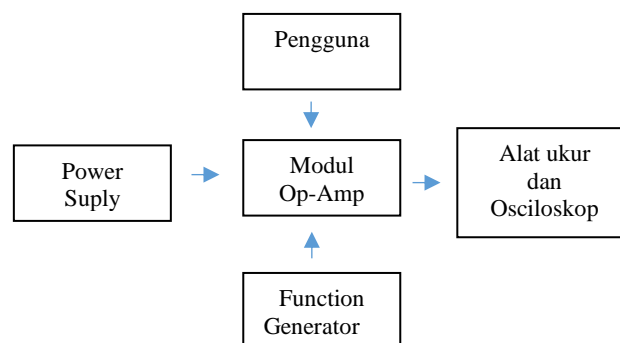 Pengguna
Power
Suply
Modul
Op-Amp
Alat ukur
dan
Osciloskop
Function
Generator